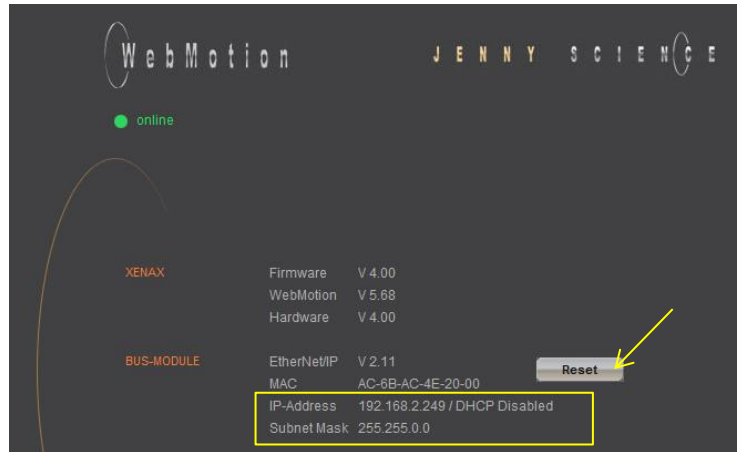 WebMotion JENNY SCIENCE
online
XENAX Firmware V 4.00
WebMotion V 5.68
Hardware V 4.00
BUS-MODULE EtherNet/IP V 2.11 Reset
MAC AC-6B-AC-4E-20-00
IP-Address 192.168.2.249 / DHCP Disabled
Subnet Mask 255.255.0.0